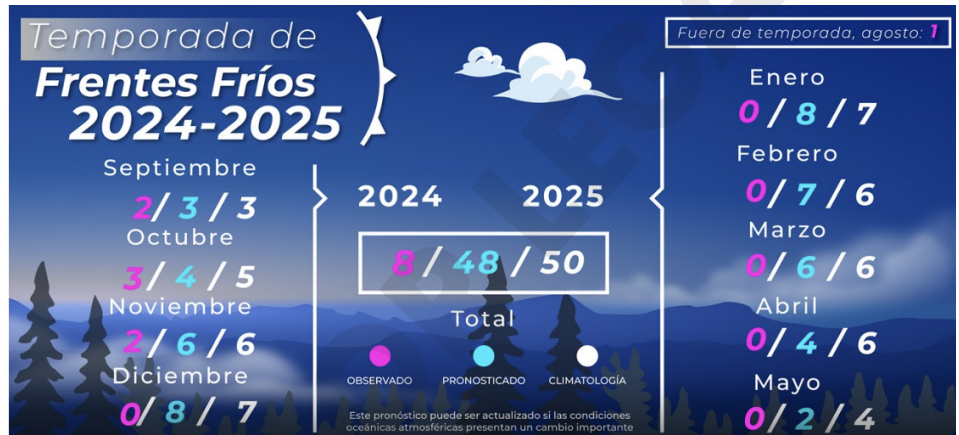 Temporada de
Frentes Fríos
2024-2025
Septiembre
2/ 3 / 3
Octubre
3/ 4 / 5
Noviembre
2/ 6 / 6
Diciembre
0/ 8 / 7
2024 2025
8 / 48 / 50
Total
OBSERVADO PRONOSTICADO CLIMATOLOGÍA
Este pronóstico puede ser actualizado si las condiciones
oceánicas atmosféricas presentan un cambio importante
Fuera de temporada, agosto: 1
Enero
0 / 8 / 7
Febrero
0/ 7 / 6
Marzo
0/ 6 / 6
Abril
0/ 4 / 6
Mayo
0/ 2 / 4